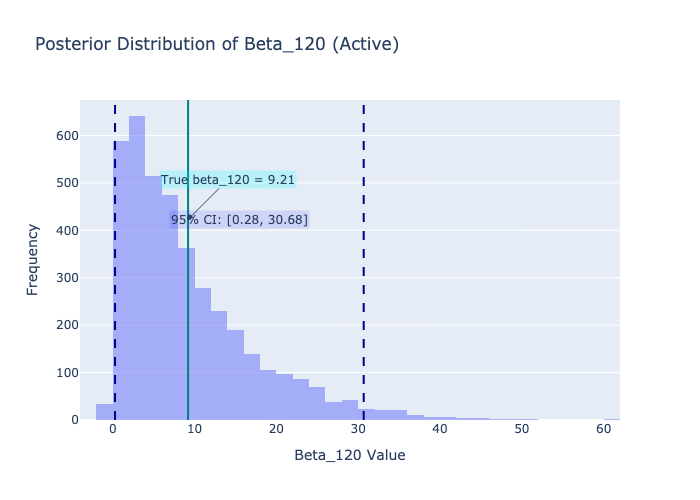 Posterior Distribution of Beta_120 (Active)
600
500
400
300
200
100
0
Frequency
True beta_120 = 9.21
95% CI: [0.28, 30.68]
0
10
20
30
40
50
60
Beta_120 Value